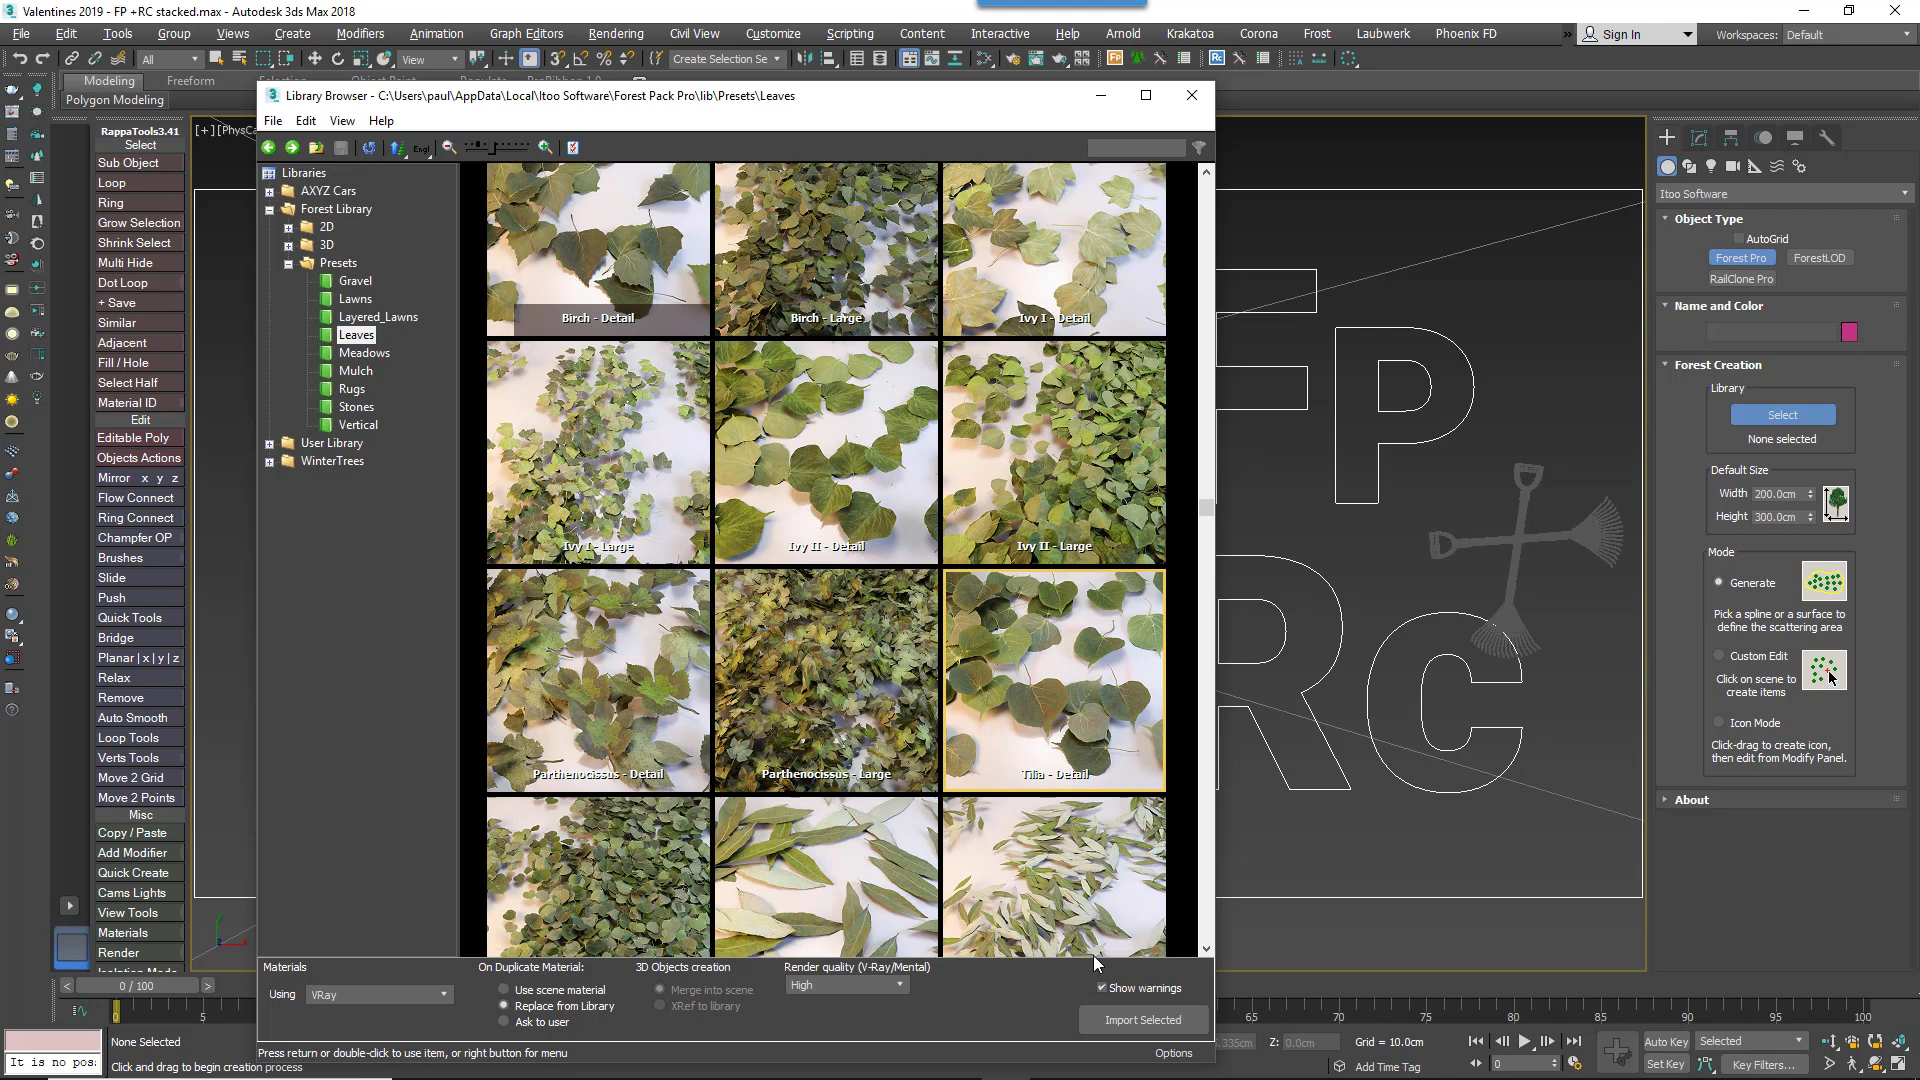 Valentines 2019 - FP +RC stacked.max - Autodesk 3ds Max 2018
File Edit Tools Group Views Create Modifiers Animation Graph Editors Rendering Civil View Customize Scripting Content Interactive Help Arnold Krakatoa Corona Frost Laubwerk Phoenix FD » Sign In Workspaces: Default
All View Create Selection Se
Modeling Freeform
Polygon Modeling
RappaTools3.41
Select
Sub Object
Loop
Ring
Grow Selection
Shrink Select
Multi Hide
Dot Loop
+ Save
Similar
Adjacent
Fill / Hole
Select Half
Material ID
Edit
Editable Poly
Objects Actions
Mirror x y z
Flow Connect
Ring Connect
Champfer OP
Brushes
Slide
Push
Quick Tools
Bridge
Planar | x | y | z
Relax
Remove
Auto Smooth
Loop Tools
Verts Tools
Move 2 Grid
Move 2 Points
Misc
Copy / Paste
Add Modifier
Quick Create
Cams Lights
View Tools
Materials
Render
[+] [PhysCa
Library Browser - C:\Users\paul\AppData\Local\Itoo Software\Forest Pack Pro\lib\Presets\Leaves
File Edit View Help
Engl
Libraries
AXYZ Cars
Forest Library
2D
3D
Presets
Gravel
Lawns
Layered_Lawns
Leaves
Meadows
Mulch
Rugs
Stones
Vertical
User Library
WinterTrees
Birch - Detail
Birch - Large
Ivy I - Detail
Ivy I - Large
Ivy II - Detail
Ivy II - Large
Parthenocissus - Detail
Parthenocissus - Large
Tilia - Detail
Materials
Using VRay
On Duplicate Material:
Use scene material
Replace from Library
Ask to user
3D Objects creation
Merge into scene
XRef to library
Render quality (V-Ray/Mental)
High
Show warnings
Import Selected
Press return or double-click to use item, or right button for menu
Options
FP
RC
Itoo Software
Object Type
AutoGrid
Forest Pro ForestLOD
RailClone Pro
Name and Color
Forest Creation
Library
Select
None selected
Default Size
Width 200.0cm
Height 300.0cm
Mode
Generate
Pick a spline or a surface to
define the scattering area
Custom Edit
Click on scene to
create items
Icon Mode
Click-drag to create icon,
then edit from Modify Panel.
About
< 0 / 100 >
0 5 65 70 75 80 85 90 95 100
It is no pos:
None Selected
Click and drag to begin creation process
Z: 0.0cm Grid = 10.0cm
Add Time Tag
Auto Key Selected
Set Key Key Filters...
0